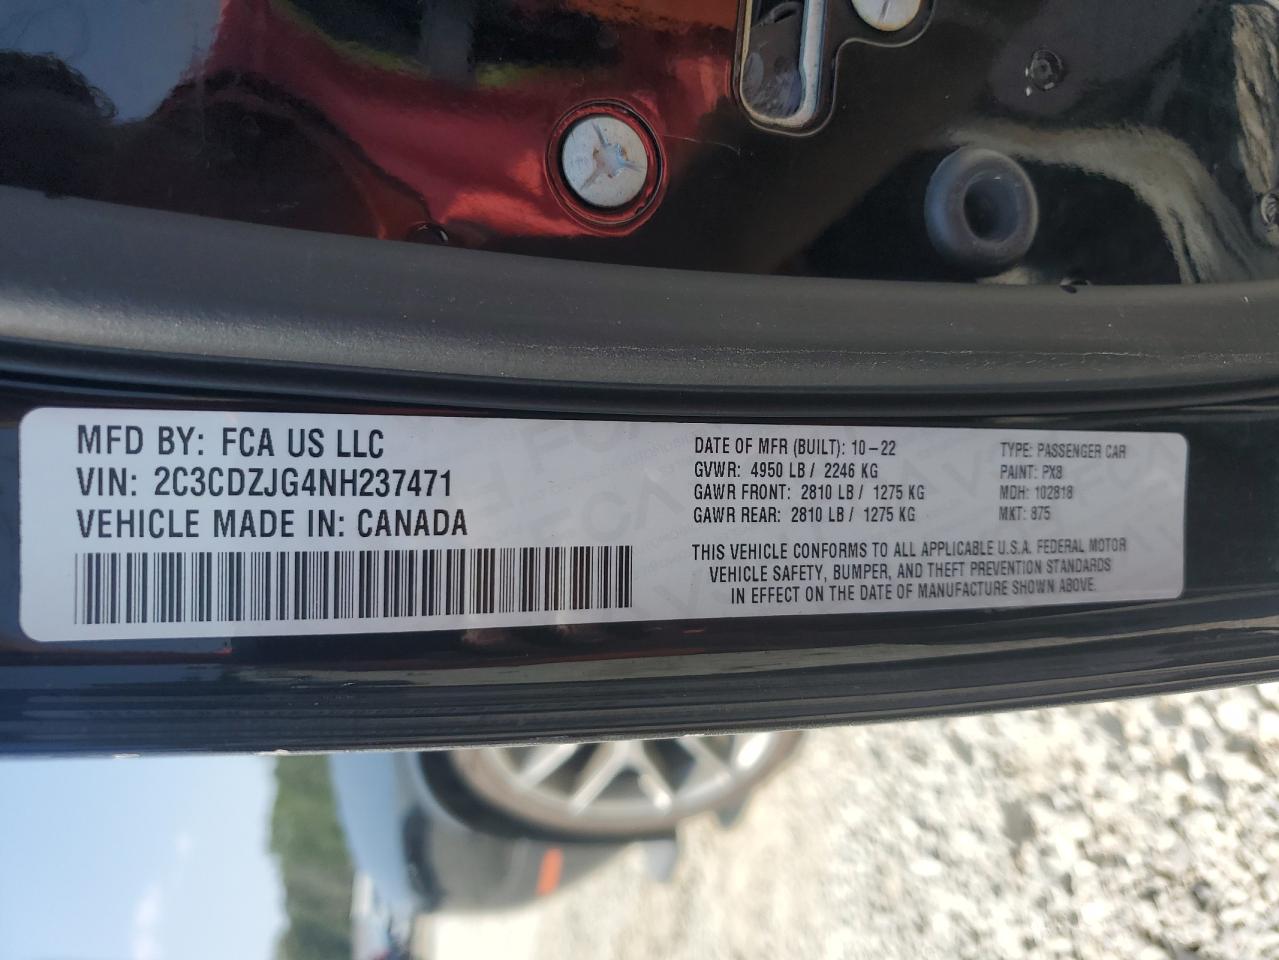 MFD BY: FCA US LLC
VIN: 2C3CDZJG4NH237471
VEHICLE MADE IN: CANADA
DATE OF MFR (BUILT): 10-22
GVWR: 4950 LB / 2246 KG
GAWR FRONT: 2810 LB / 1275 KG
GAWR REAR: 2810 LB / 1275 KG
TYPE: PASSENGER CAR
PAINT: PX8
MDH: 102818
MKT: 875
THIS VEHICLE CONFORMS TO ALL APPLICABLE U.S.A. FEDERAL MOTOR
VEHICLE SAFETY, BUMPER, AND THEFT PREVENTION STANDARDS
IN EFFECT ON THE DATE OF MANUFACTURE SHOWN ABOVE.